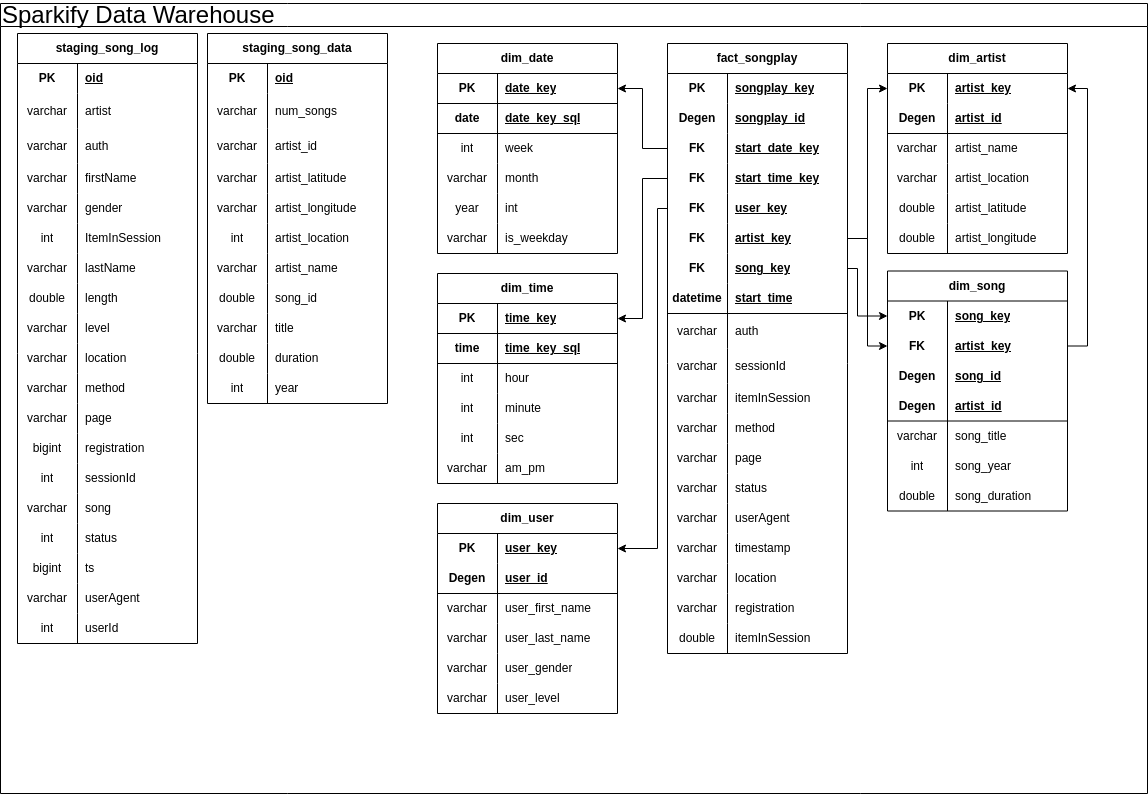 Sparkify Data Warehouse
staging_song_log
PK oid
varchar artist
varchar auth
varchar firstName
varchar gender
int ItemInSession
varchar lastName
double length
varchar level
varchar location
varchar method
varchar page
bigint registration
int sessionId
varchar song
int status
bigint ts
varchar userAgent
int userId
staging_song_data
PK oid
varchar num_songs
varchar artist_id
varchar artist_latitude
varchar artist_longitude
int artist_location
varchar artist_name
double song_id
varchar title
double duration
int year
dim_date
PK date_key
date date_key_sql
int week
varchar month
year int
varchar is_weekday
dim_time
PK time_key
time time_key_sql
int hour
int minute
int sec
varchar am_pm
dim_user
PK user_key
Degen user_id
varchar user_first_name
varchar user_last_name
varchar user_gender
varchar user_level
fact_songplay
PK songplay_key
Degen songplay_id
FK start_date_key
FK start_time_key
FK user_key
FK artist_key
FK song_key
datetime start_time
varchar auth
varchar sessionId
varchar itemInSession
varchar method
varchar page
varchar status
varchar userAgent
varchar timestamp
varchar location
varchar registration
double itemInSession
dim_artist
PK artist_key
Degen artist_id
varchar artist_name
varchar artist_location
double artist_latitude
double artist_longitude
dim_song
PK song_key
FK artist_key
Degen song_id
Degen artist_id
varchar song_title
int song_year
double song_duration